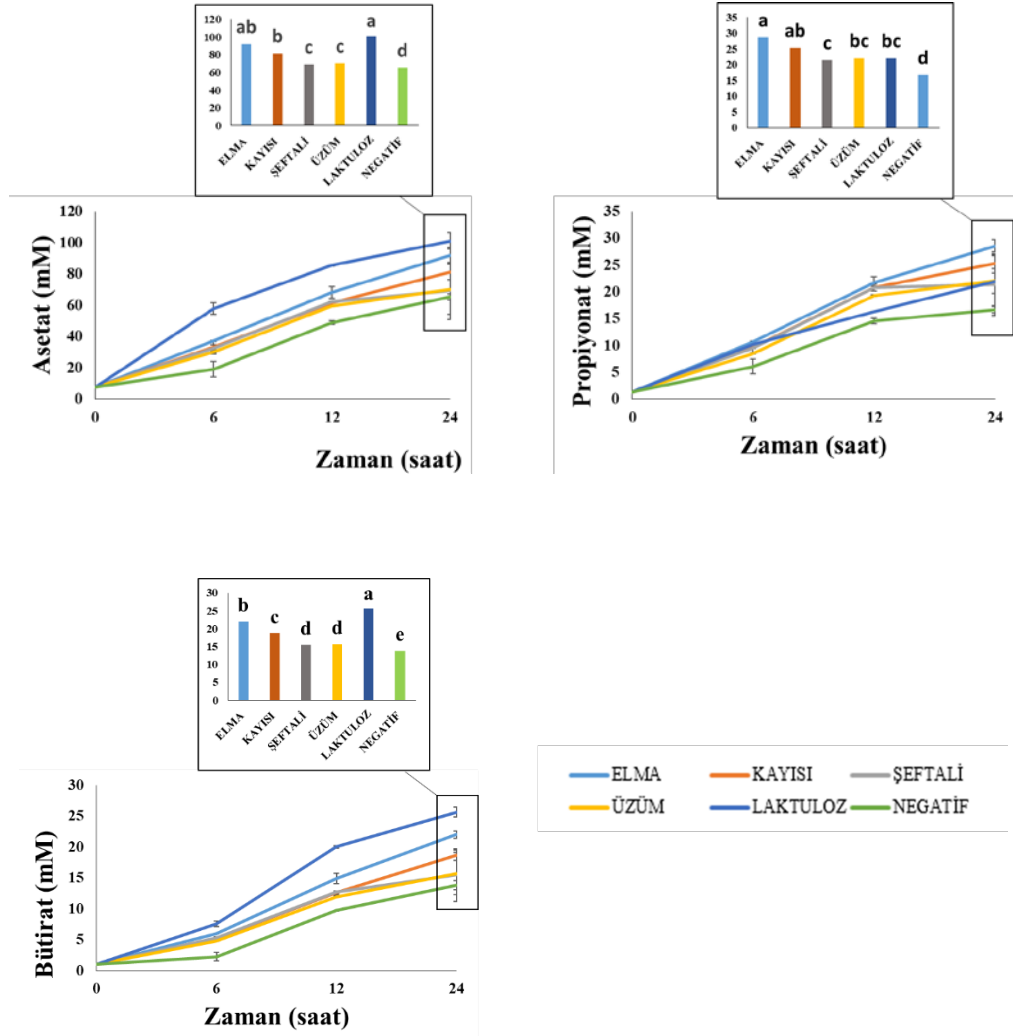 120
100
80
60
40
20
0
ab
b
c
c
a
d
ELMA
KAYISI
ŞEFTALİ
ÜZÜM
LAKTULOZ
NEGATİF
Asetat (mM)
120
100
80
60
40
20
0
0 6 12 24
Zaman (saat)
35
30
25
20
15
10
5
0
a
ab
c
bc
bc
d
ELMA
KAYISI
ŞEFTALİ
ÜZÜM
LAKTULOZ
NEGATİF
Propiyonat (mM)
35
30
25
20
15
10
5
0
0 6 12 24
Zaman (saat)
30
25
20
15
10
5
0
b
c
d
d
a
e
ELMA
KAYISI
ŞEFTALİ
ÜZÜM
LAKTULOZ
NEGATİF
Bütirat (mM)
30
25
20
15
10
5
0
0 6 12 24
Zaman (saat)
ELMA KAYISI ŞEFTALİ
ÜZÜM LAKTULOZ NEGATİF